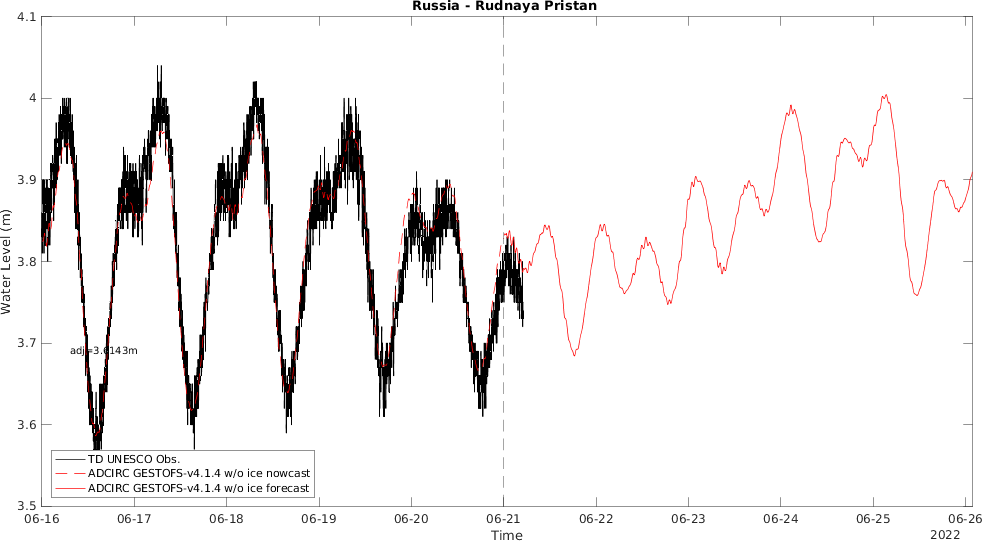 Russia - Rudnaya Pristan
4.1
4
3.9
3.8
3.7
3.6
3.5
Water Level (m)
adj=3.6143m
TD UNESCO Obs.
ADCIRC GESTOFS-v4.1.4 w/o ice nowcast
ADCIRC GESTOFS-v4.1.4 w/o ice forecast
06-16 06-17 06-18 06-19 06-20 06-21 06-22 06-23 06-24 06-25 06-26
Time
2022